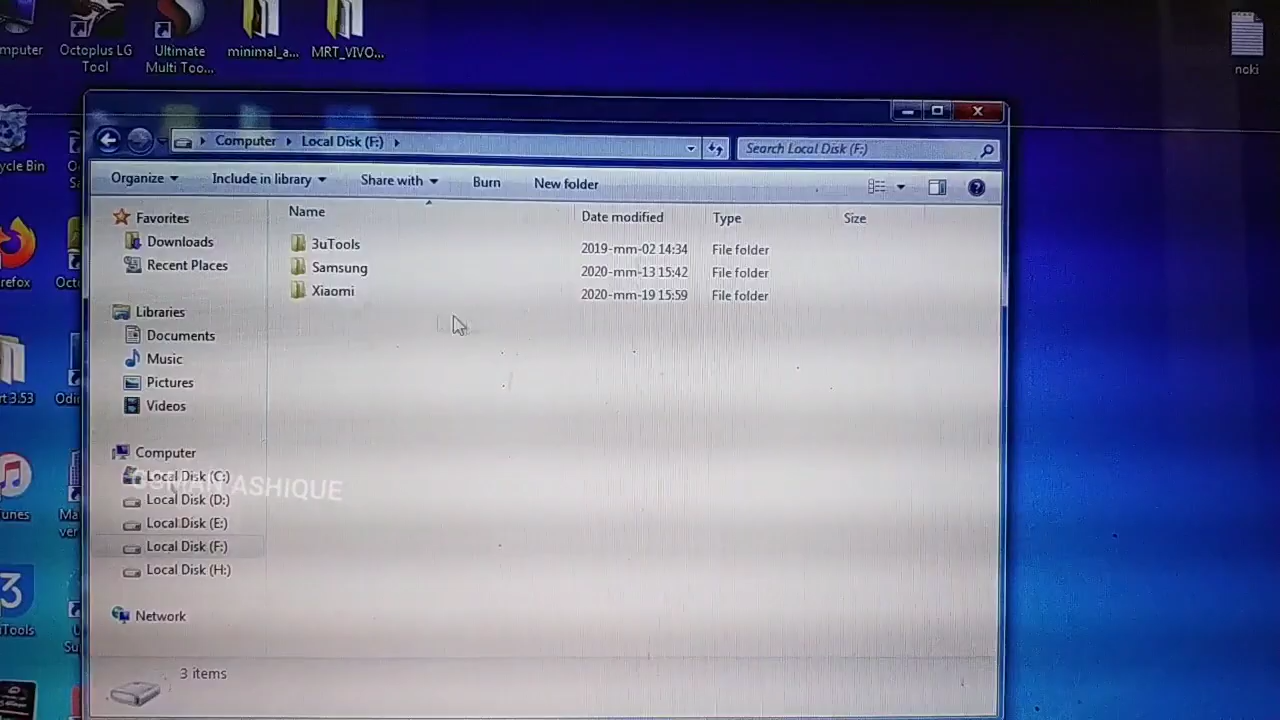 mputer
Octoplus LG
Tool
Ultimate
Multi Too...
minimal_a...
MRT_VIVO...
noki
Computer
Local Disk (F:)
Search Local Disk (F:)
Organize
Include in library
Share with
Burn
New folder
Name
Date modified
Type
Size
3uTools
2019-mm-02 14:34
File folder
Samsung
2020-mm-13 15:42
File folder
Xiaomi
2020-mm-19 15:59
File folder
Favorites
Downloads
Recent Places
Libraries
Documents
Music
Pictures
Videos
Computer
Local Disk (C:)
OSMAN ASHIQUE
Local Disk (D:)
Local Disk (E:)
Local Disk (F:)
Local Disk (H:)
Network
3 items
ycle Bin
refox
Oct
rt 3.53
Odi
Tunes
Ma
ver
3
Tools
Su